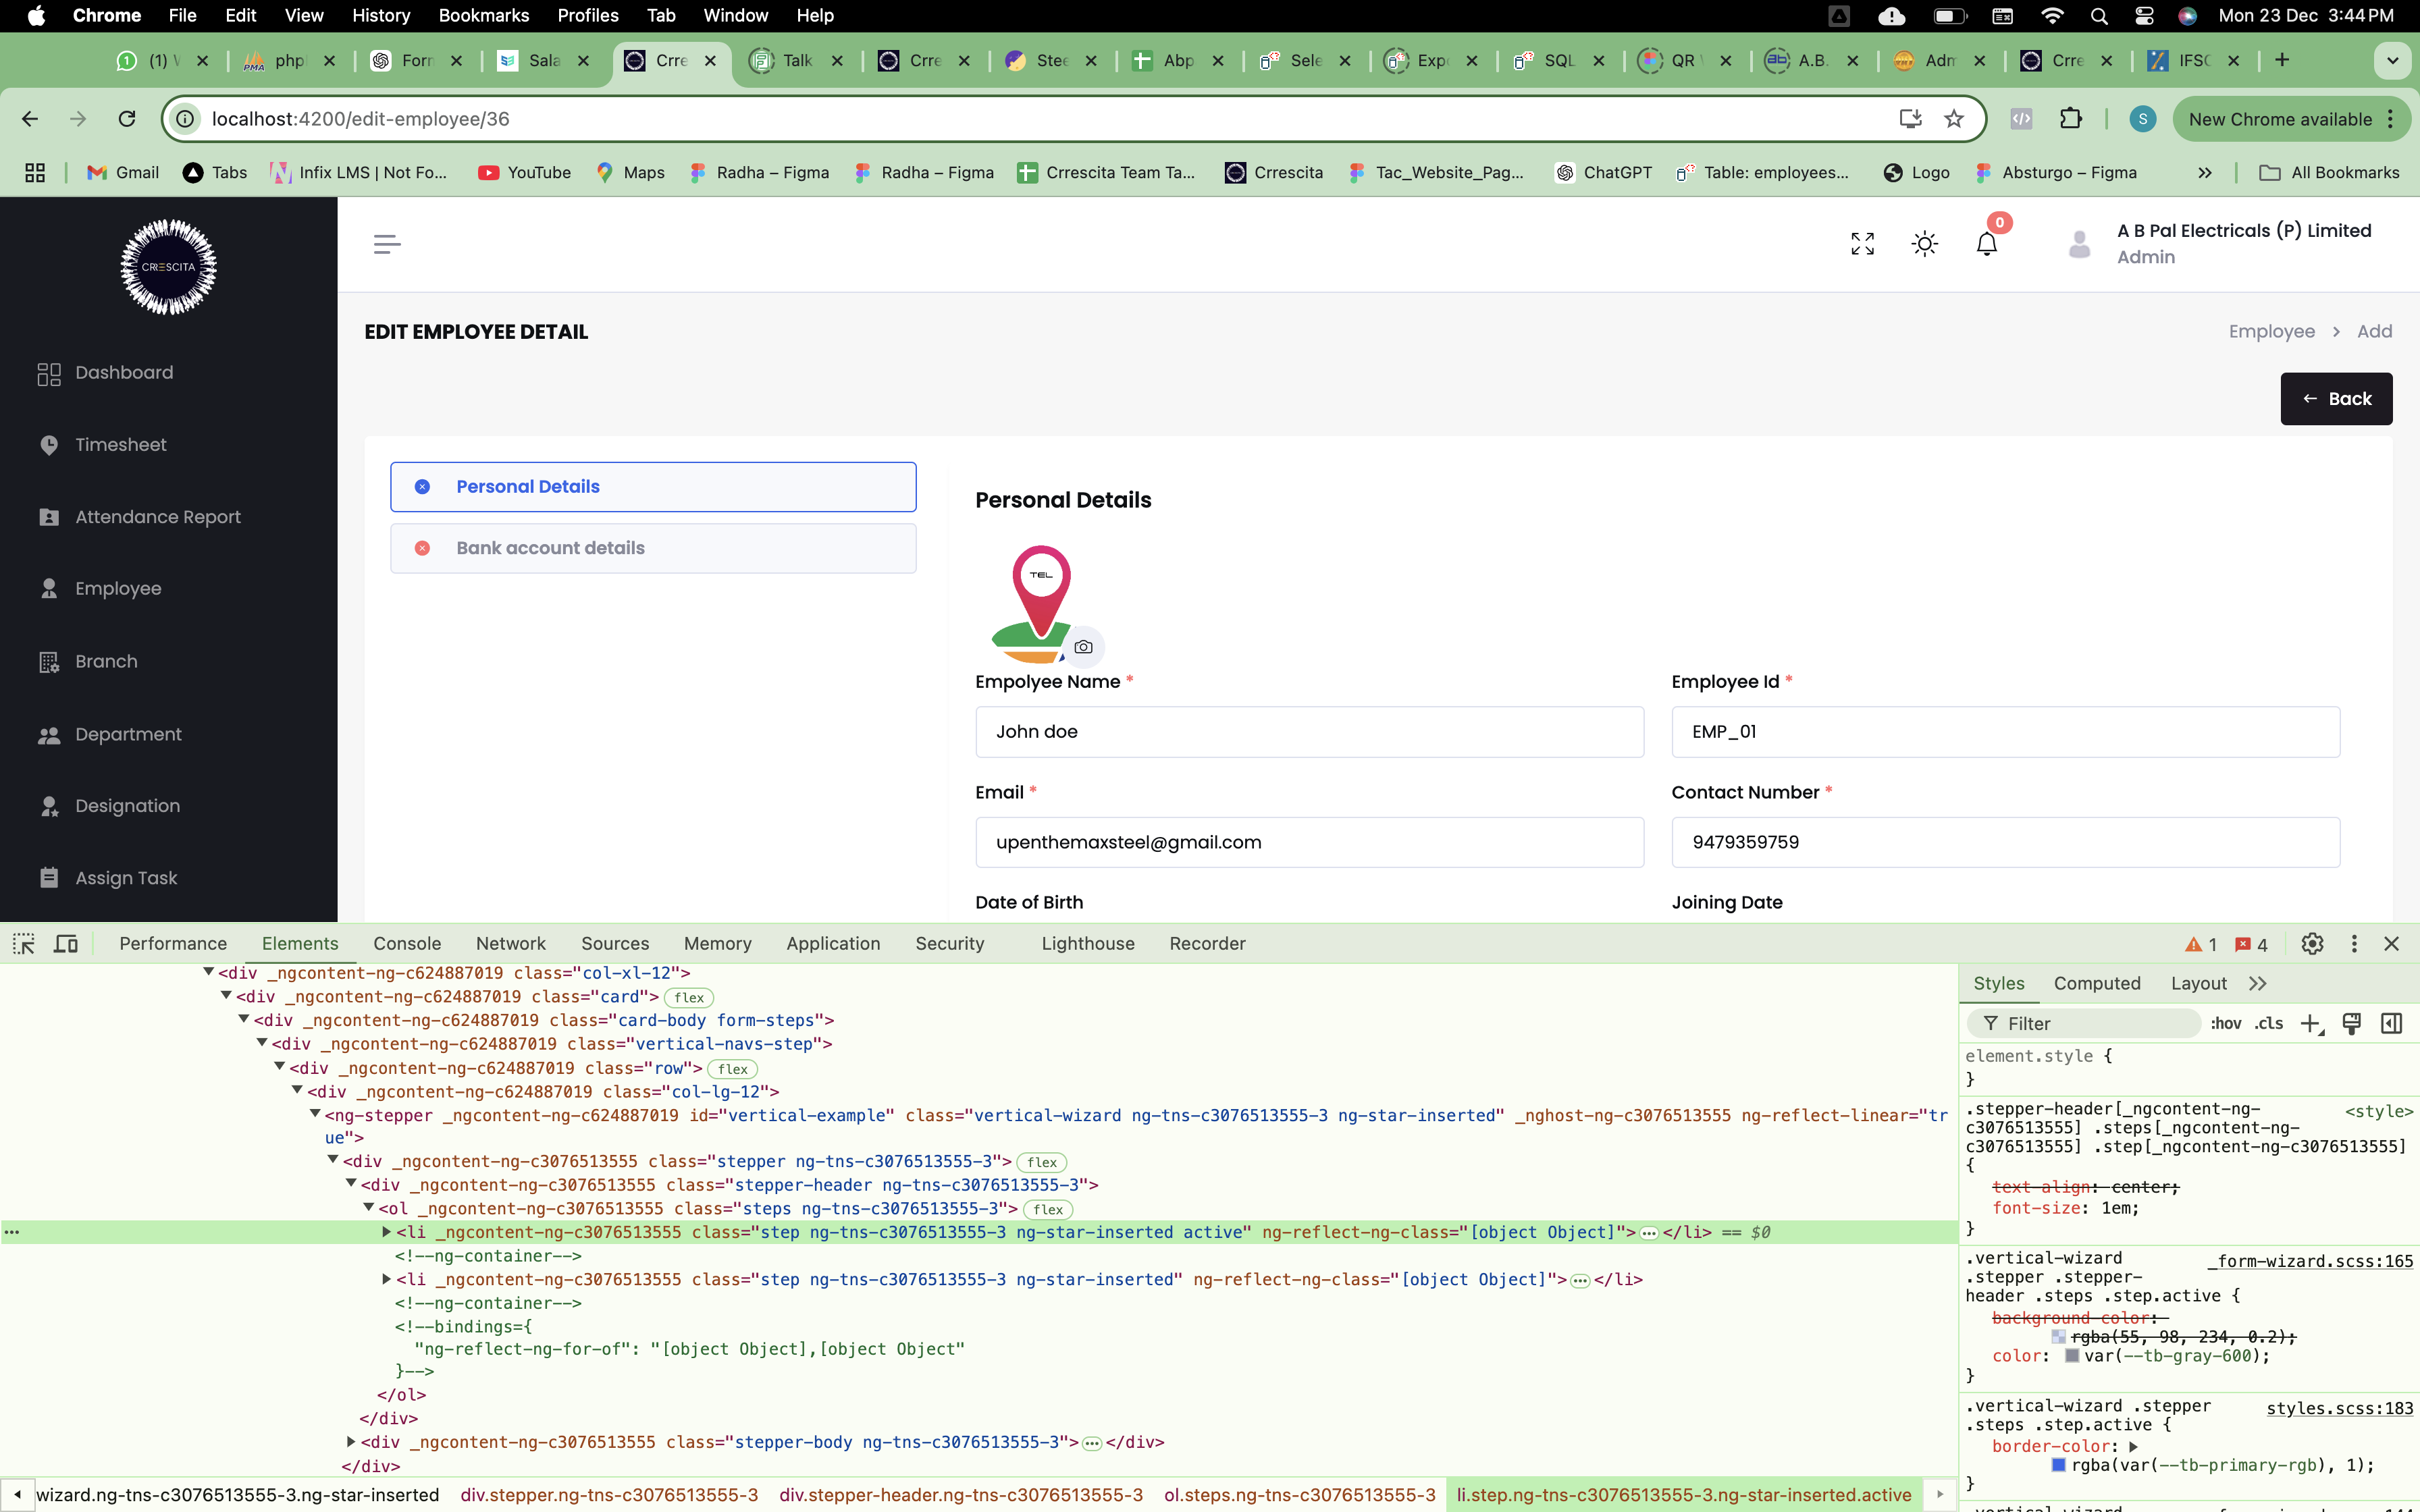 Chrome File Edit View History Bookmarks Profiles Tab Window Help Mon 23 Dec 3:44 PM
(1) php Forr Sala Crre Talk Crre Stee Abp Sele Expo SQL QR A.B. Adm Crre IFSC
localhost:4200/edit-employee/36 S New Chrome available
Gmail Tabs Infix LMS | Not Fo... YouTube Maps Radha – Figma Radha – Figma Crrescita Team Ta... Crrescita Tac_Website_Pag... ChatGPT Table: employees... Logo Absturgo – Figma All Bookmarks
CRRESCITA
0
A B Pal Electricals (P) Limited
Admin
EDIT EMPLOYEE DETAIL
Employee > Add
Back
Dashboard
Timesheet
Attendance Report
Employee
Branch
Department
Designation
Assign Task
Personal Details
Bank account details
Personal Details
TEL
Empolyee Name * Employee Id *
John doe EMP_01
Email * Contact Number *
upenthemaxsteel@gmail.com 9479359759
Date of Birth Joining Date
Performance Elements Console Network Sources Memory Application Security Lighthouse Recorder 1 4
<div _ngcontent-ng-c624887019 class="col-xl-12">
<div _ngcontent-ng-c624887019 class="card"> flex
<div _ngcontent-ng-c624887019 class="card-body form-steps">
<div _ngcontent-ng-c624887019 class="vertical-navs-step">
<div _ngcontent-ng-c624887019 class="row"> flex
<div _ngcontent-ng-c624887019 class="col-lg-12">
<ng-stepper _ngcontent-ng-c624887019 id="vertical-example" class="vertical-wizard ng-tns-c3076513555-3 ng-star-inserted" _nghost-ng-c3076513555 ng-reflect-linear="tr
ue">
<div _ngcontent-ng-c3076513555 class="stepper ng-tns-c3076513555-3"> flex
<div _ngcontent-ng-c3076513555 class="stepper-header ng-tns-c3076513555-3">
<ol _ngcontent-ng-c3076513555 class="steps ng-tns-c3076513555-3"> flex
<li _ngcontent-ng-c3076513555 class="step ng-tns-c3076513555-3 ng-star-inserted active" ng-reflect-ng-class="[object Object]">…</li> == $0
<!--ng-container-->
<li _ngcontent-ng-c3076513555 class="step ng-tns-c3076513555-3 ng-star-inserted" ng-reflect-ng-class="[object Object]">…</li>
<!--ng-container-->
<!--bindings={
"ng-reflect-ng-for-of": "[object Object],[object Object"
}-->
</ol>
</div>
<div _ngcontent-ng-c3076513555 class="stepper-body ng-tns-c3076513555-3">…</div>
</div>
wizard.ng-tns-c3076513555-3.ng-star-inserted div.stepper.ng-tns-c3076513555-3 div.stepper-header.ng-tns-c3076513555-3 ol.steps.ng-tns-c3076513555-3 li.step.ng-tns-c3076513555-3.ng-star-inserted.active
Styles Computed Layout
Filter :hov .cls
element.style {
}
.stepper-header[_ngcontent-ng- <style>
c3076513555] .steps[_ngcontent-ng-
c3076513555] .step[_ngcontent-ng-c3076513555]
{
text-align: center;
font-size: 1em;
}
.vertical-wizard _form-wizard.scss:165
.stepper .stepper-
header .steps .step.active {
background-color:
rgba(55, 98, 234, 0.2);
color: var(--tb-gray-600);
}
.vertical-wizard .stepper styles.scss:183
.steps .step.active {
border-color:
rgba(var(--tb-primary-rgb), 1);
}